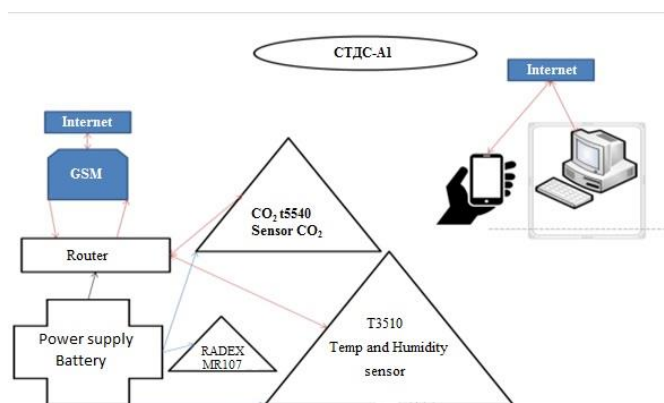 СТДС-А1
Internet
Internet
GSM
CO₂ t5540
Sensor CO₂
Router
T3510
Temp and Humidity
sensor
Power supply
Battery
RADEX
MR107